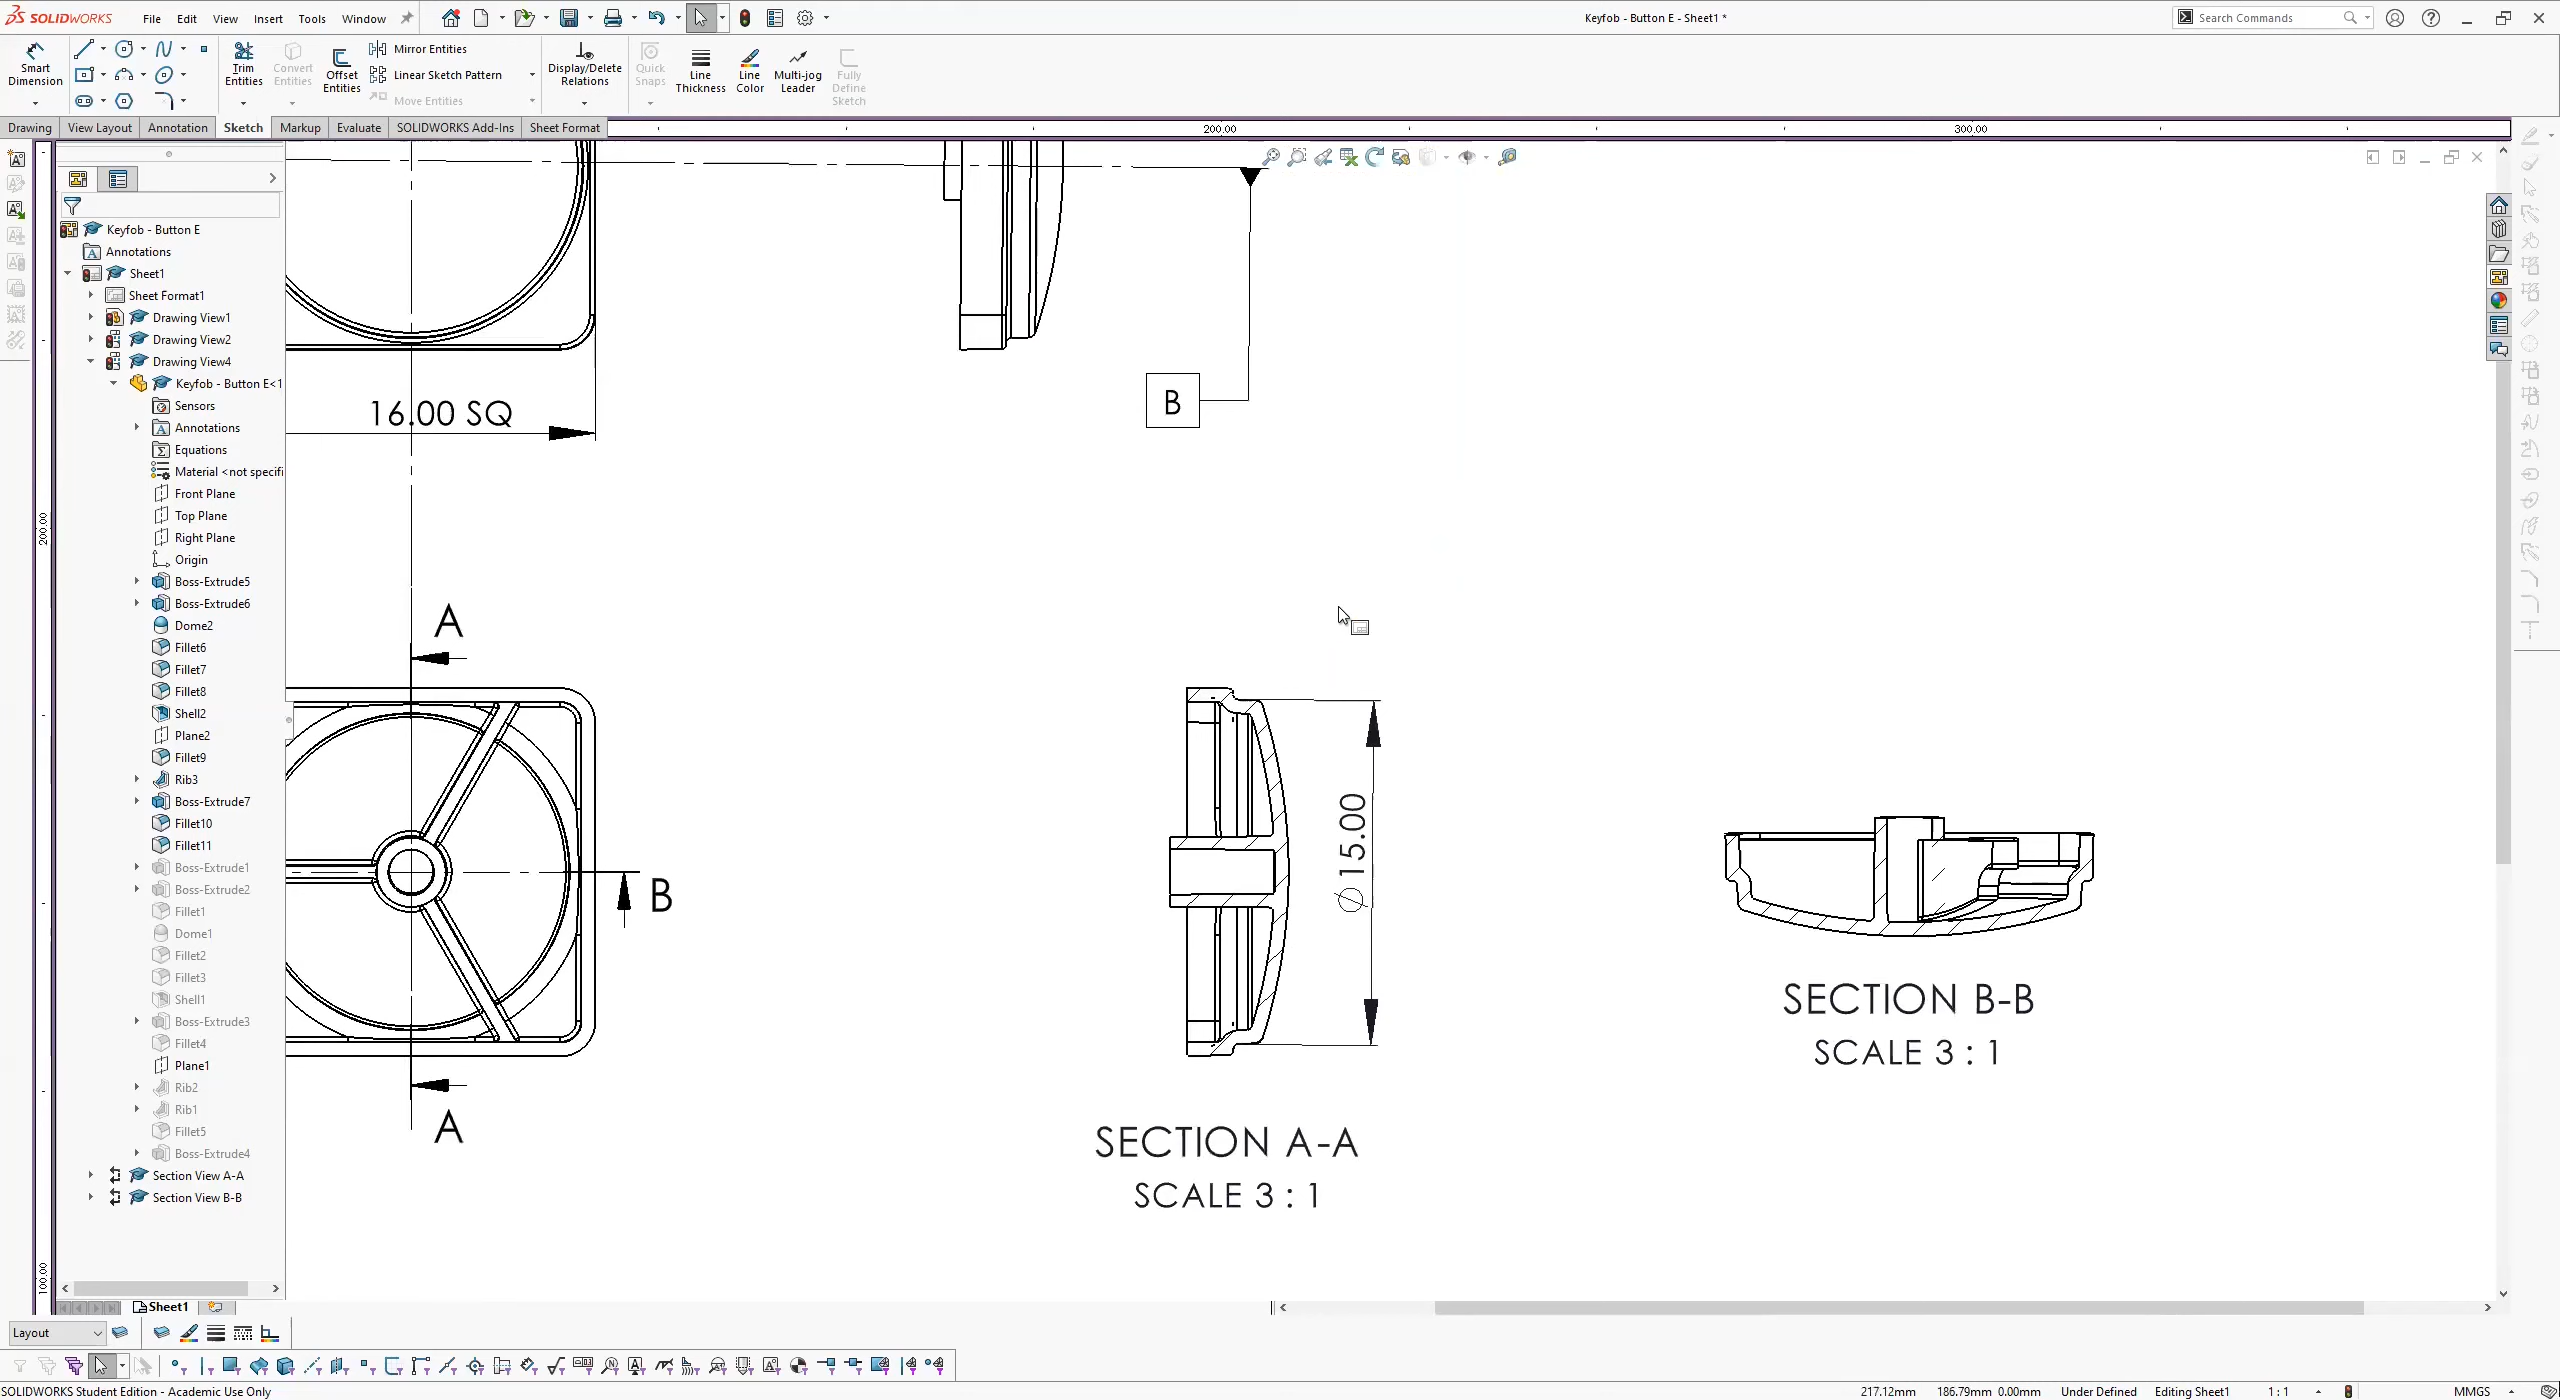 SOLIDWORKS File Edit View Insert Tools Window
Keyfob - Button E - Sheet1 *
Search Commands
Smart Dimension
Trim Entities
Convert Entities
Offset Entities
Mirror Entities
Linear Sketch Pattern
Move Entities
Display/Delete Relations
Quick Snaps
Line Thickness
Line Color
Multi-jog Leader
Fully Define Sketch
Drawing View Layout Annotation Sketch Markup Evaluate SOLIDWORKS Add-Ins Sheet Format
200.00
300.00
200.00
100.00
Keyfob - Button E
Annotations
Sheet1
Sheet Format1
Drawing View1
Drawing View2
Drawing View4
Keyfob - Button E<1
Sensors
Annotations
Equations
Material <not specifi
Front Plane
Top Plane
Right Plane
Origin
Boss-Extrude5
Boss-Extrude6
Dome2
Fillet6
Fillet7
Fillet8
Shell2
Plane2
Fillet9
Rib3
Boss-Extrude7
Fillet10
Fillet11
Boss-Extrude1
Boss-Extrude2
Fillet1
Dome1
Fillet2
Fillet3
Shell1
Boss-Extrude3
Fillet4
Plane1
Rib2
Rib1
Fillet5
Boss-Extrude4
Section View A-A
Section View B-B
16.00 SQ
B
A
B
A
⌀15.00
SECTION A-A
SCALE 3 : 1
SECTION B-B
SCALE 3 : 1
Sheet1
Layout
SOLIDWORKS Student Edition - Academic Use Only
217.12mm 186.79mm 0.00mm Under Defined Editing Sheet1 1 : 1 MMGS